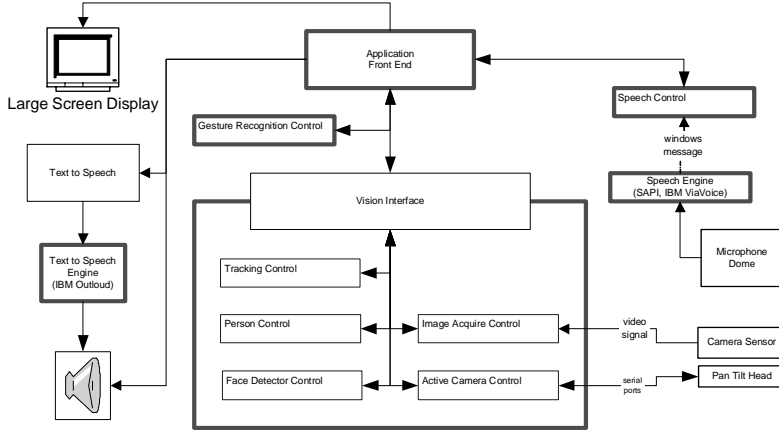 Application
Front End
Large Screen Display
Speech Control
Gesture Recognition Control
windows
message
Text to Speech
Speech Engine
(SAPI, IBM ViaVoice)
Vision Interface
Text to Speech
Engine
(IBM Outloud)
Microphone
Dome
Tracking Control
Person Control
Image Acquire Control
video
signal
Camera Sensor
Face Detector Control
Active Camera Control
serial
ports
Pan Tilt Head